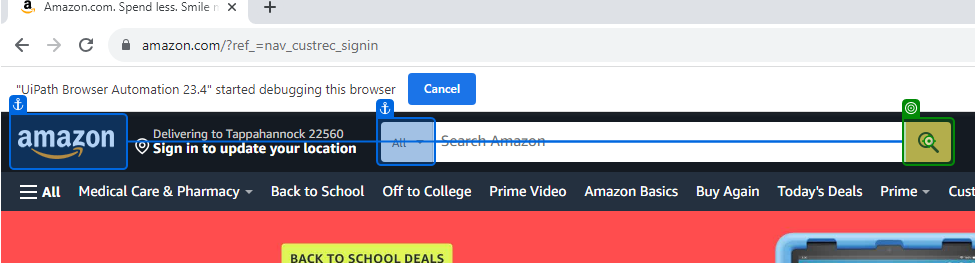 Amazon.com. Spend less. Smile
amazon.com/?ref_=nav_custrec_signin
"UiPath Browser Automation 23.4" started debugging this browser
Cancel
amazon
Delivering to Tappahannock 22560
Sign in to update your location
All
Search Amazon
All
Medical Care & Pharmacy
Back to School
Off to College
Prime Video
Amazon Basics
Buy Again
Today's Deals
Prime
Cust
BACK TO SCHOOL DEALS